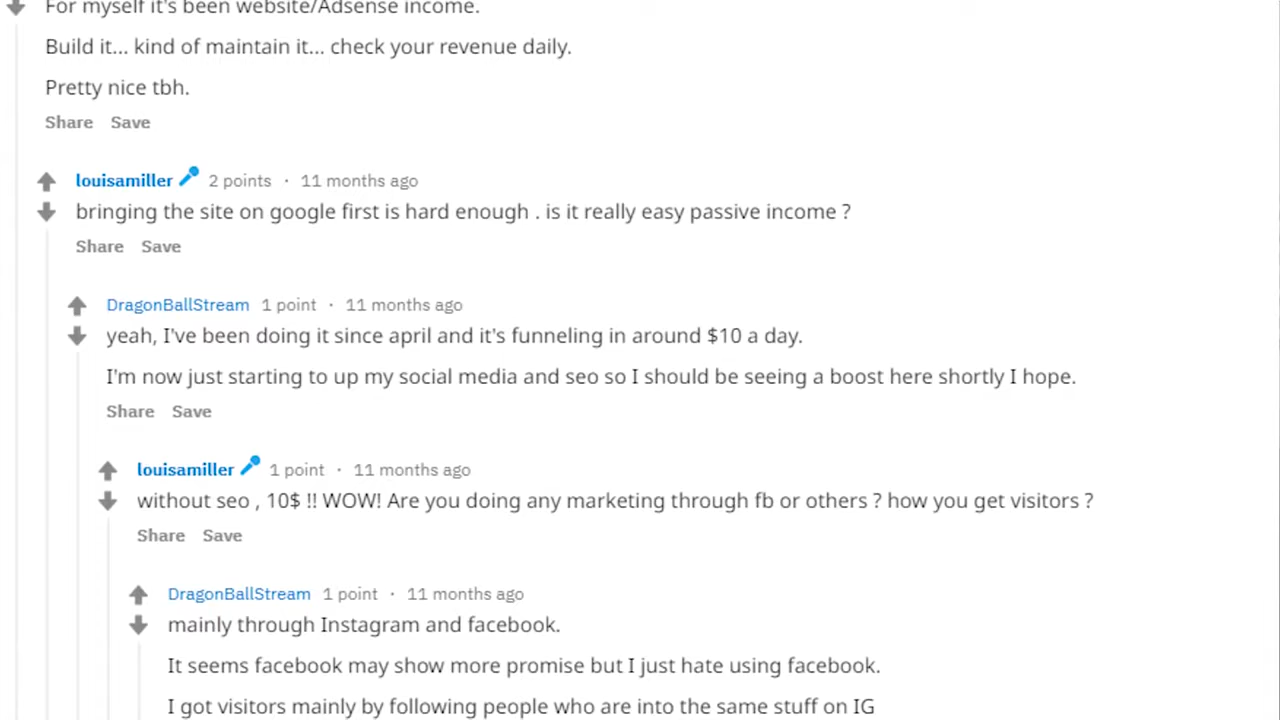 For myself it's been website/Adsense income.
Build it... kind of maintain it... check your revenue daily.
Pretty nice tbh.
Share Save
louisamiller 2 points · 11 months ago
bringing the site on google first is hard enough . is it really easy passive income ?
Share Save
DragonBallStream 1 point · 11 months ago
yeah, I've been doing it since april and it's funneling in around $10 a day.
I'm now just starting to up my social media and seo so I should be seeing a boost here shortly I hope.
Share Save
louisamiller 1 point · 11 months ago
without seo , 10$ !! WOW! Are you doing any marketing through fb or others ? how you get visitors ?
Share Save
DragonBallStream 1 point · 11 months ago
mainly through Instagram and facebook.
It seems facebook may show more promise but I just hate using facebook.
I got visitors mainly by following people who are into the same stuff on IG